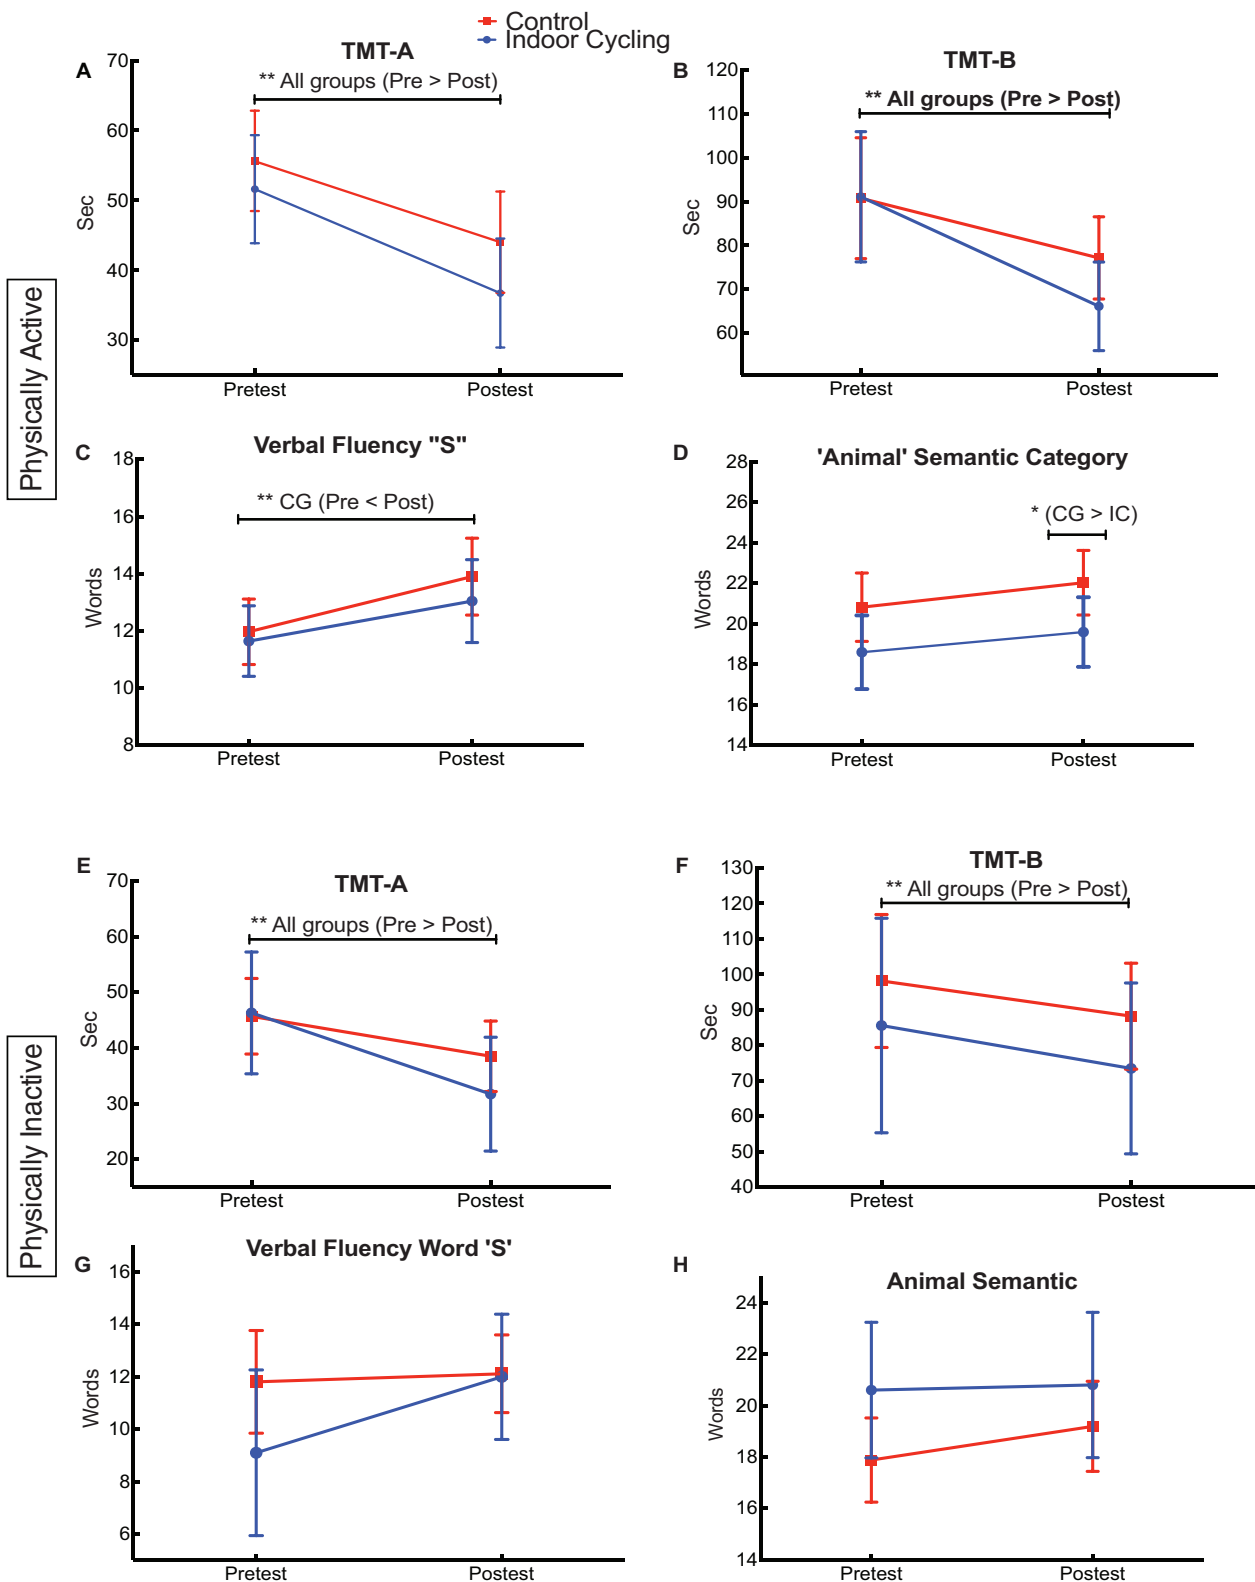 Control
Indoor Cycling
Physically Active
A
TMT-A
** All groups (Pre > Post)
70
60
50
40
30
Sec
Pretest
Postest
B
TMT-B
** All groups (Pre > Post)
120
110
100
90
80
70
60
Sec
Pretest
Postest
C
Verbal Fluency "S"
** CG (Pre < Post)
18
16
14
12
10
8
Words
Pretest
Postest
D
'Animal' Semantic Category
* (CG > IC)
28
26
24
22
20
18
16
14
Words
Pretest
Postest
Physically Inactive
E
TMT-A
** All groups (Pre > Post)
70
60
50
40
30
20
Sec
Pretest
Postest
F
TMT-B
** All groups (Pre > Post)
130
120
110
100
90
80
70
60
50
40
Sec
Pretest
Postest
G
Verbal Fluency Word 'S'
16
14
12
10
8
6
Words
Pretest
Postest
H
Animal Semantic
24
22
20
18
16
14
Words
Pretest
Postest